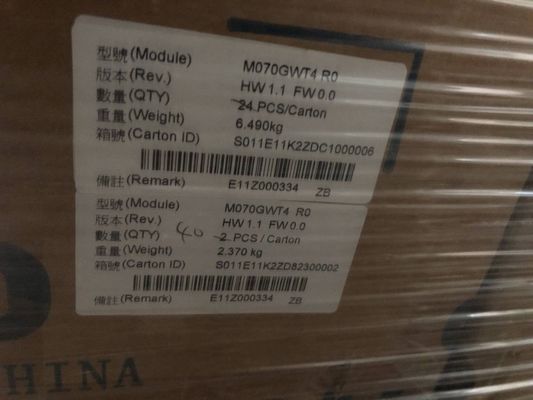 型號(Module) M070GWT4 R0
版本(Rev.) HW 1.1 FW 0.0
數量(QTY) 24 PCS/Carton
重量(Weight) 6.490kg
箱號(Carton ID) S011E11K2ZDC1000006
備註(Remark) E11Z000334 ZB
型號(Module) M070GWT4 R0
版本(Rev.) HW 1.1 FW 0.0
數量(QTY) 40 2 PCS / Carton
重量(Weight) 2.370 kg
箱號(Carton ID) S011E11K2ZD82300002
備註(Remark) E11Z000334 ZB
HINA